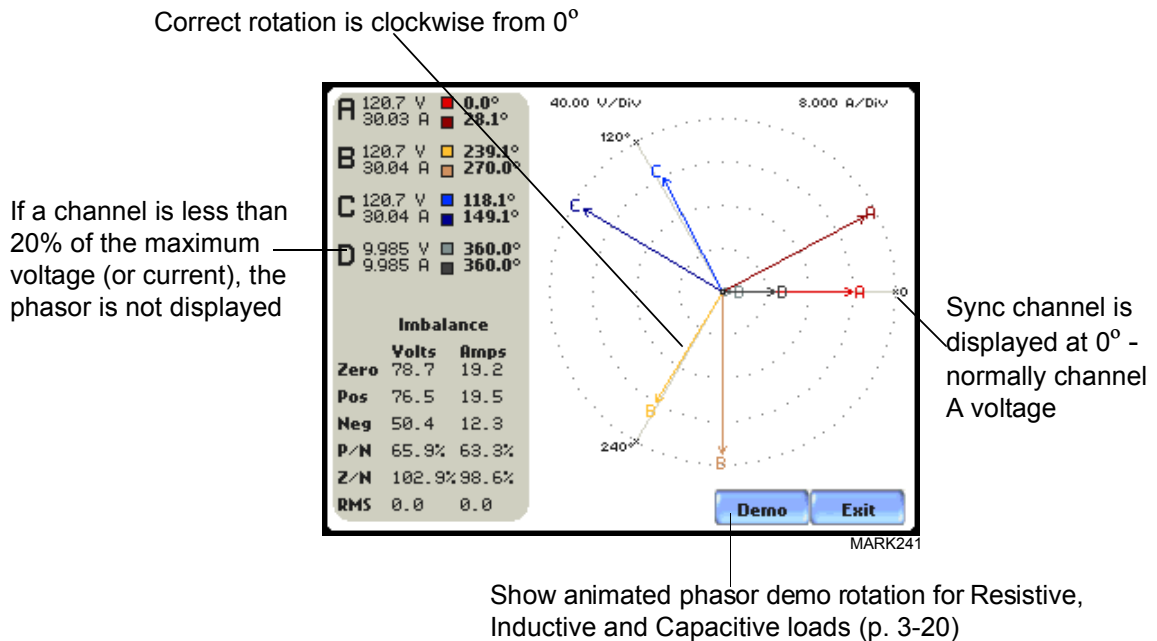 Correct rotation is clockwise from 0°
If a channel is less than
20% of the maximum
voltage (or current), the
phasor is not displayed
A 120.7 V 0.0°
30.03 A 28.1°
B 120.7 V 239.1°
30.04 A 270.0°
C 120.7 V 118.1°
30.04 A 149.1°
D 9.985 V 360.0°
9.985 A 360.0°
Imbalance
Volts Amps
Zero 78.7 19.2
Pos 76.5 19.5
Neg 50.4 12.3
P/N 65.9% 63.3%
Z/N 102.9% 98.6%
RMS 0.0 0.0
40.00 V/Div 8.000 A/Div
120°
C
C
A
D D A 0
B
240°
B
Demo Exit
MARK241
Sync channel is
displayed at 0° -
normally channel
A voltage
Show animated phasor demo rotation for Resistive,
Inductive and Capacitive loads (p. 3-20)